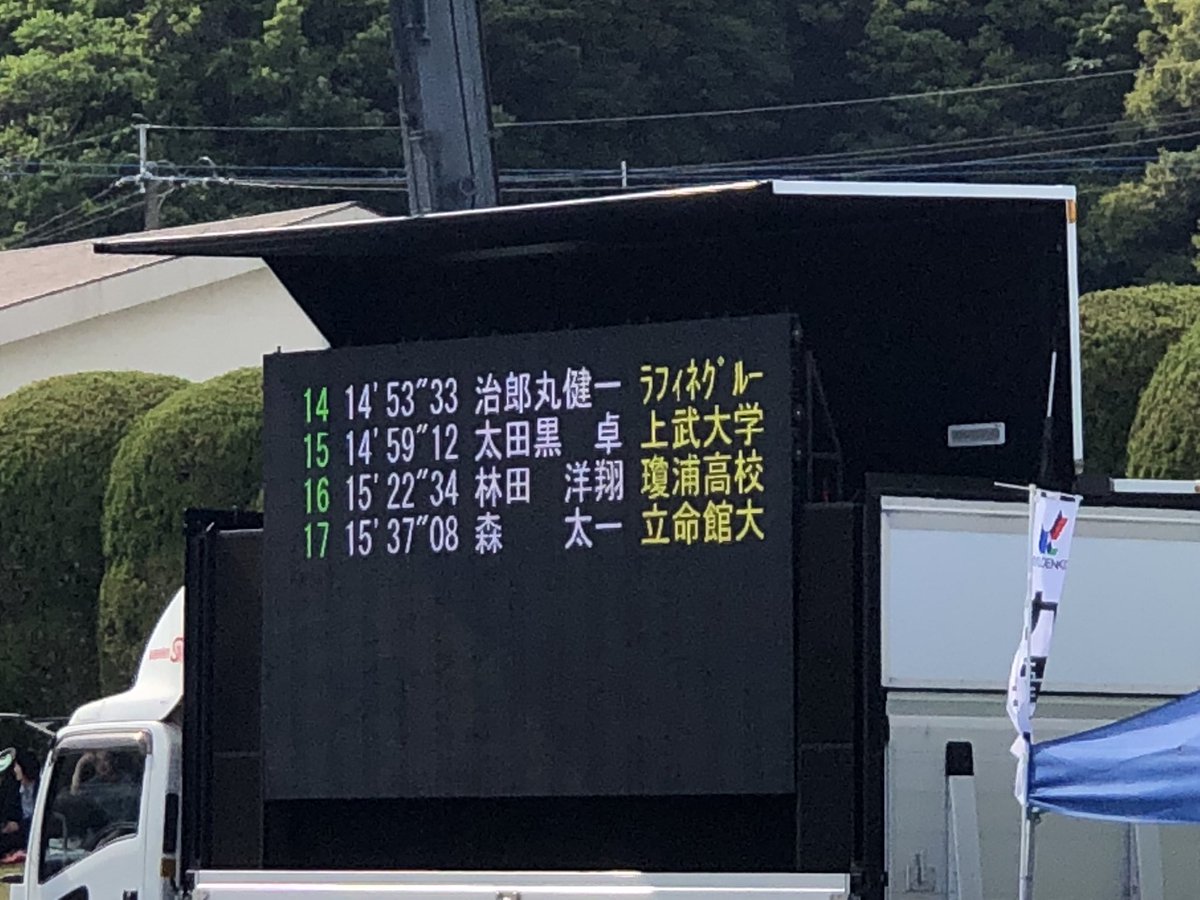 14 14'53"33 治郎丸健一 ﾗﾌｨﾈｸﾞﾙｰ
15 14'59"12 太田黒 卓 上武大学
16 15'22"34 林田 洋翔 瓊浦高校
17 15'37"08 森 太一 立命館大